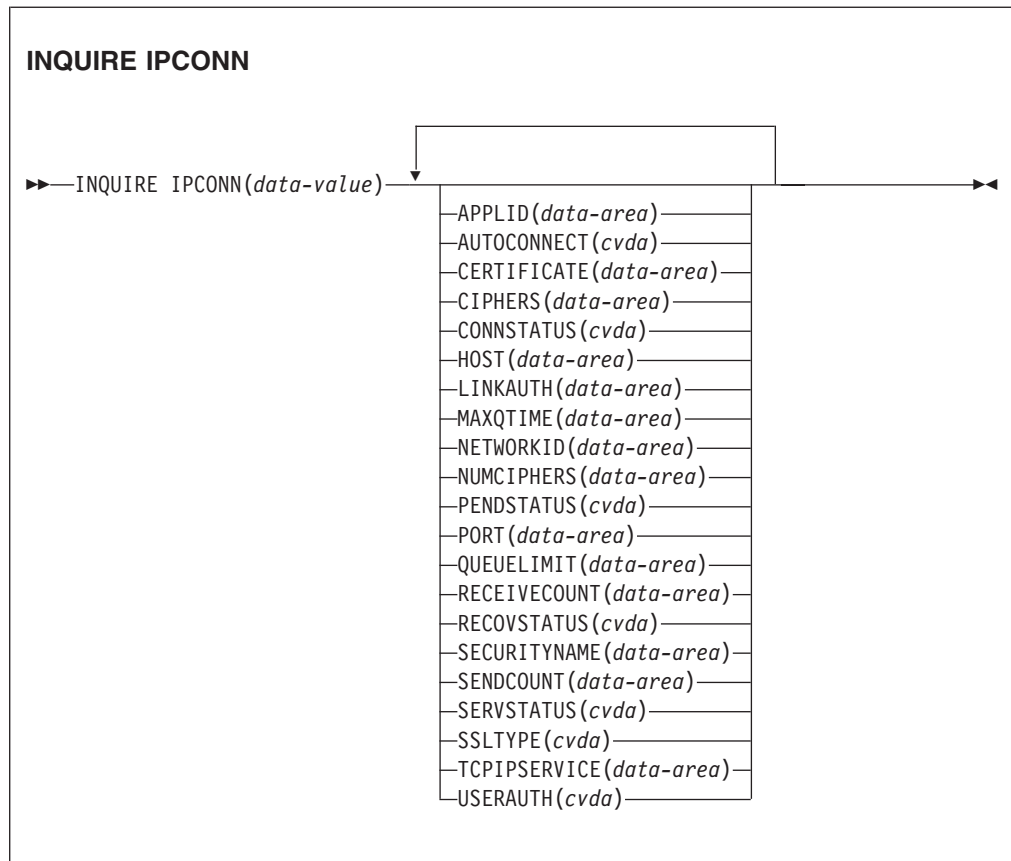 INQUIRE IPCONN
INQUIRE IPCONN(data-value)
APPLID(data-area)
AUTOCONNECT(cvda)
CERTIFICATE(data-area)
CIPHERS(data-area)
CONNSTATUS(cvda)
HOST(data-area)
LINKAUTH(data-area)
MAXQTIME(data-area)
NETWORKID(data-area)
NUMCIPHERS(data-area)
PENDSTATUS(cvda)
PORT(data-area)
QUEUELIMIT(data-area)
RECEIVECOUNT(data-area)
RECOVSTATUS(cvda)
SECURITYNAME(data-area)
SENDCOUNT(data-area)
SERVSTATUS(cvda)
SSLTYPE(cvda)
TCPIPSERVICE(data-area)
USERAUTH(cvda)